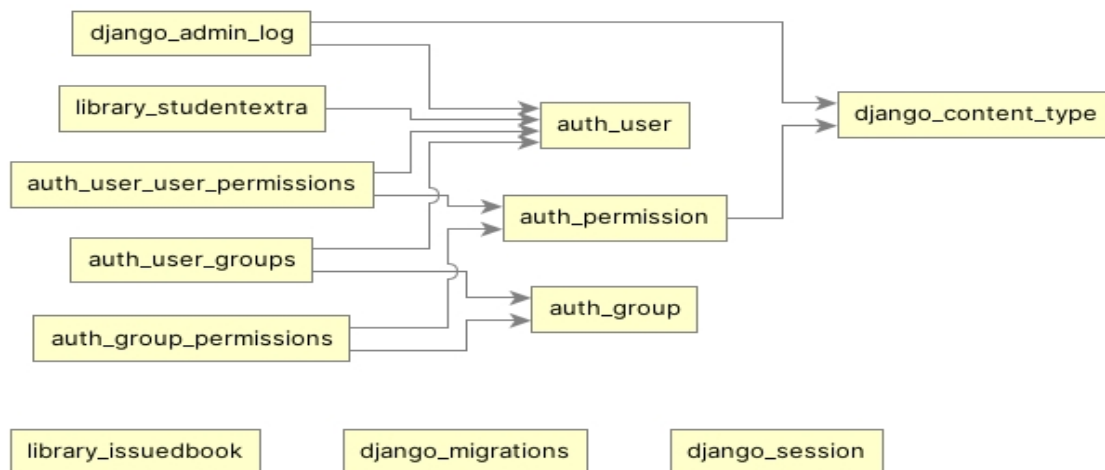 django_admin_log
library_studentextra
auth_user
django_content_type
auth_user_user_permissions
auth_permission
auth_user_groups
auth_group
auth_group_permissions
library_issuedbook
django_migrations
django_session